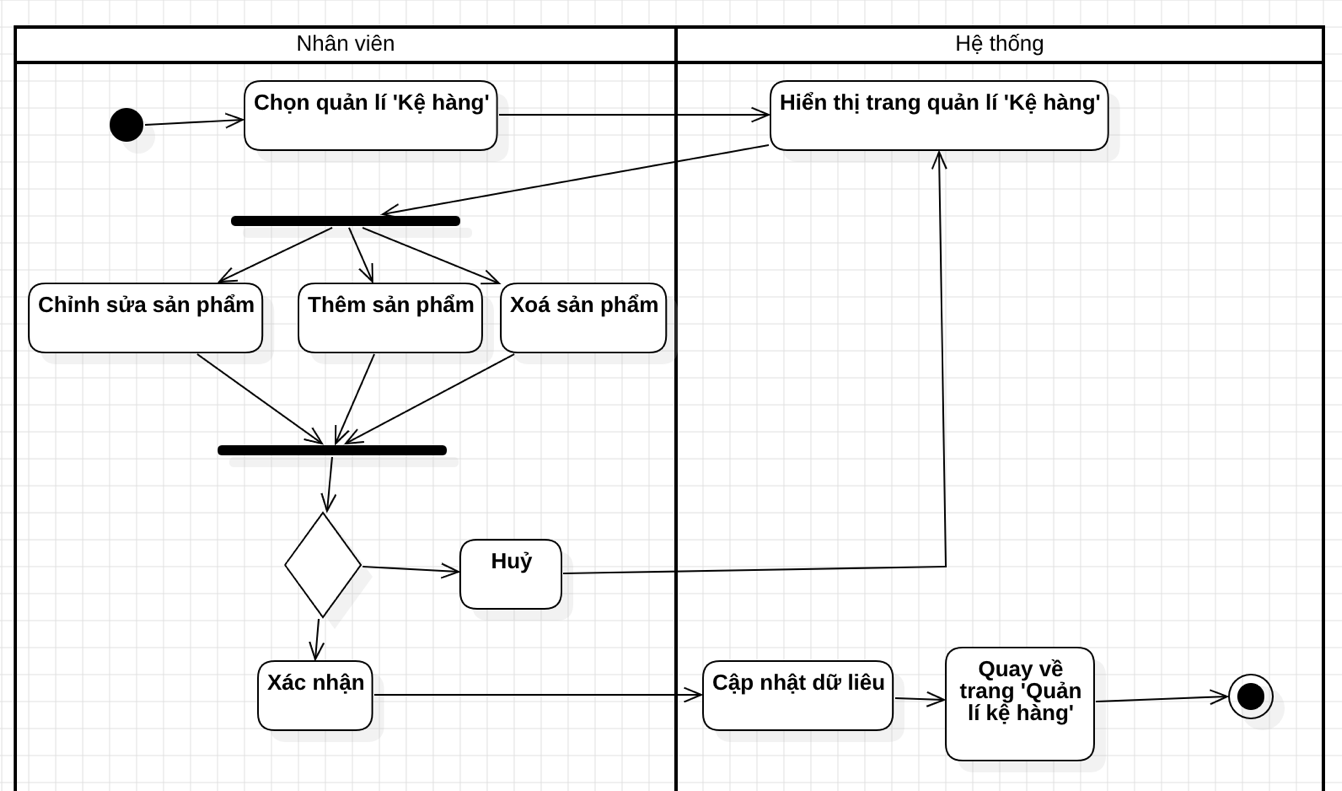 Nhân viên
Hệ thống
Chọn quản lí 'Kệ hàng'
Hiển thị trang quản lí 'Kệ hàng'
Chỉnh sửa sản phẩm
Thêm sản phẩm
Xoá sản phẩm
Huỷ
Xác nhận
Cập nhật dữ liêu
Quay về
trang 'Quản
lí kệ hàng'